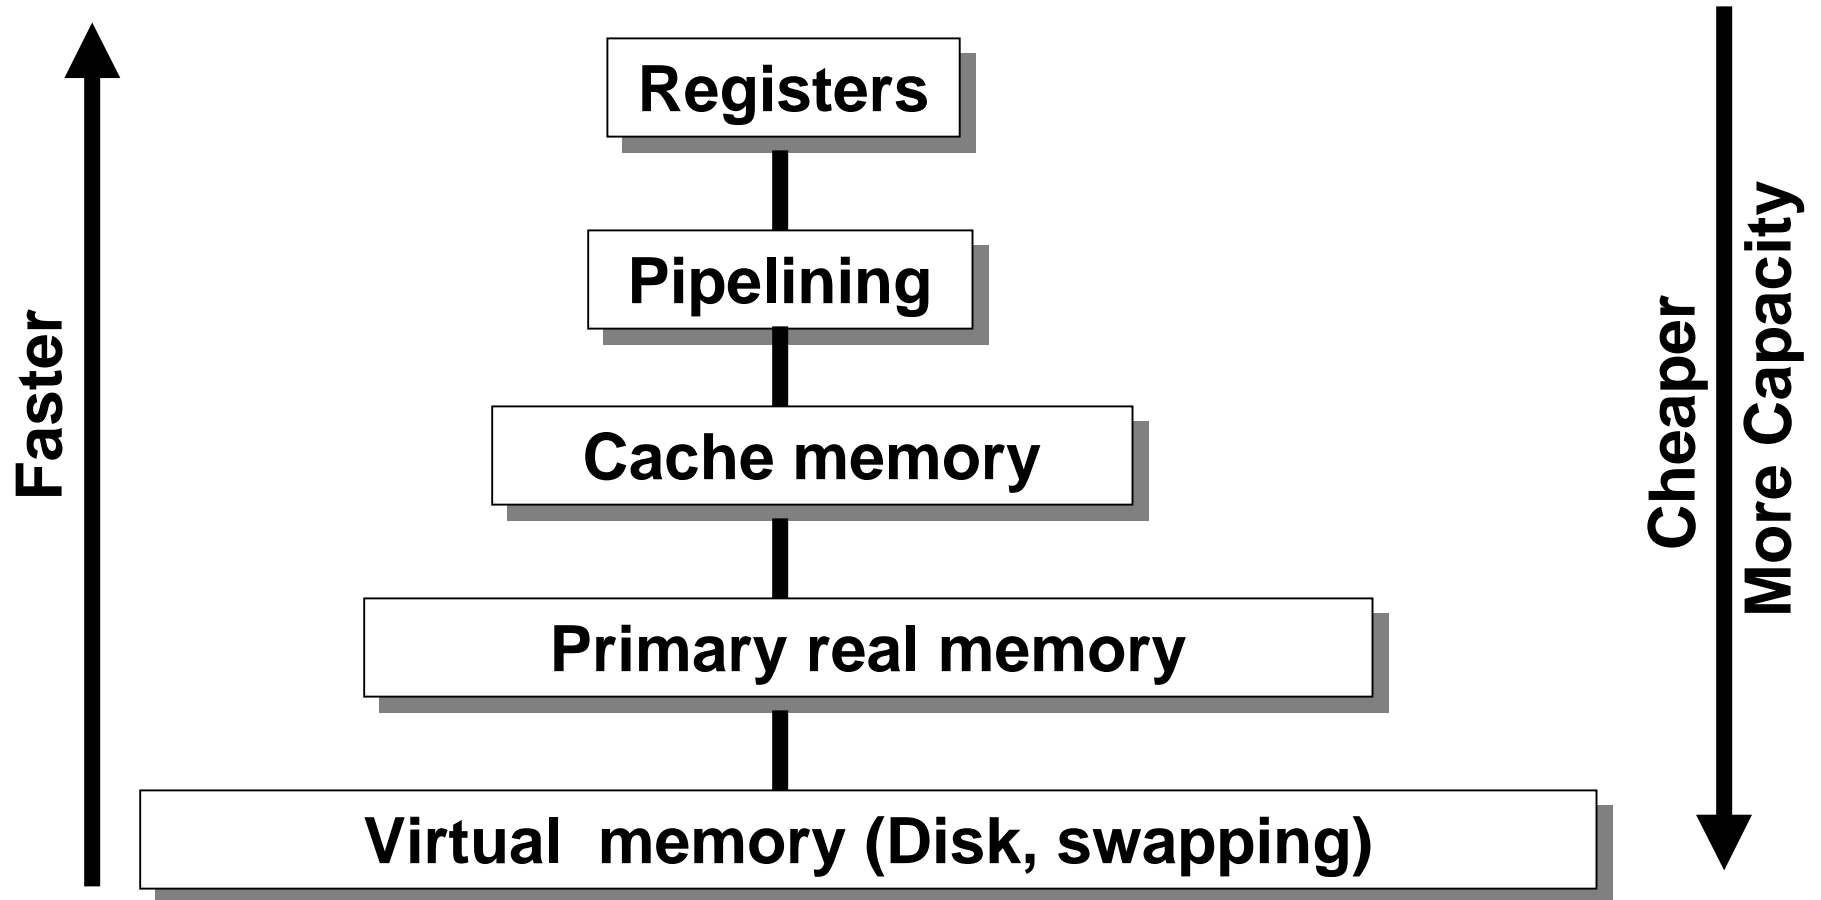 Registers
Pipelining
Cache memory
Primary real memory
Virtual  memory (Disk, swapping)
Faster
Cheaper
More Capacity